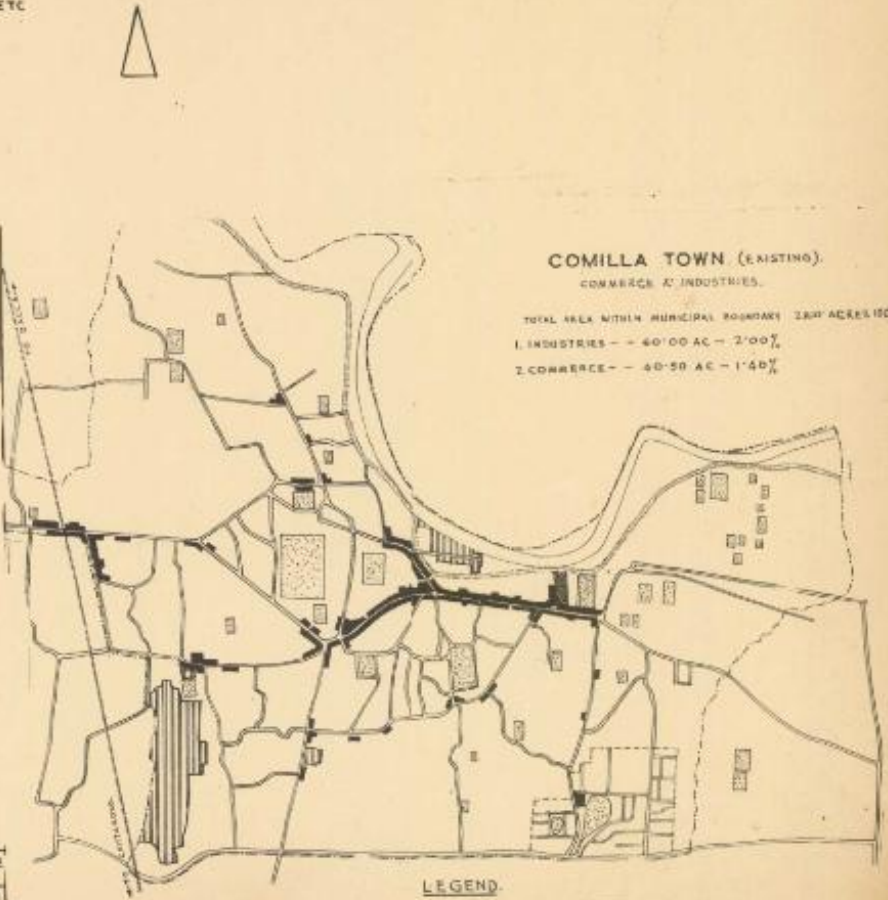 ETC
COMILLA TOWN (EXISTING).
COMMERCE & INDUSTRIES.
TOTAL AREA WITHIN MUNICIPAL BOUNDARY ACRES
1. INDUSTRIES - - 60·00 AC - 2·00%
2. COMMERCE - - 40·50 AC - 1·40%
LEGEND.